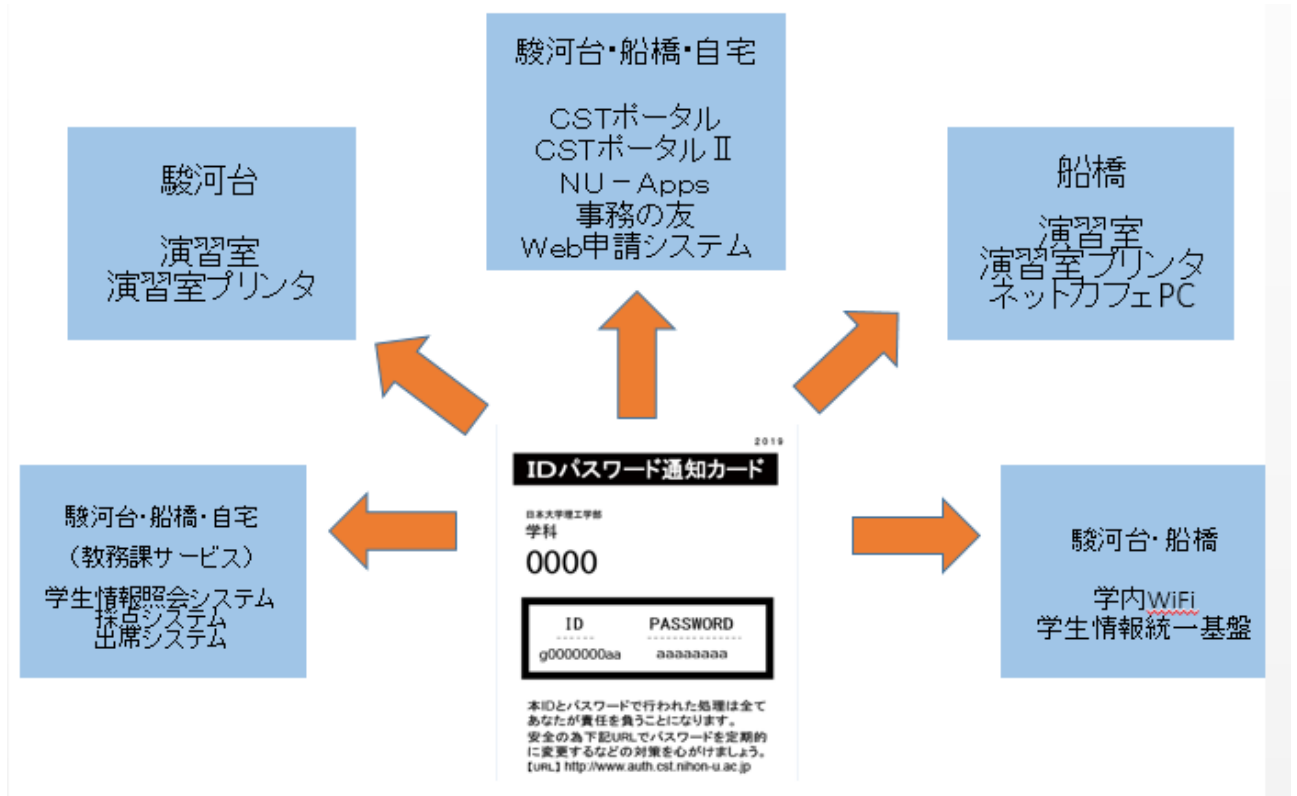 駿河台・船橋・自宅
CSTポータル
CSTポータルⅡ
NU－Apps
事務の友
Web申請システム
駿河台
演習室
演習室プリンタ
船橋
演習室
演習室プリンタ
ネットカフェPC
駿河台・船橋・自宅
（教務課サービス）
学生情報照会システム
採点システム
出席システム
2019
IDパスワード通知カード
日本大学理工学部
学科
0000
ID PASSWORD
g0000000aa aaaaaaaa
本IDとパスワードで行われた処理は全て
あなたが責任を負うことになります。
安全の為下記URLでパスワードを定期的
に変更するなどの対策を心がけましょう。
【URL】http://www.auth.cst.nihon-u.ac.jp
駿河台・船橋
学内WiFi
学生情報統一基盤